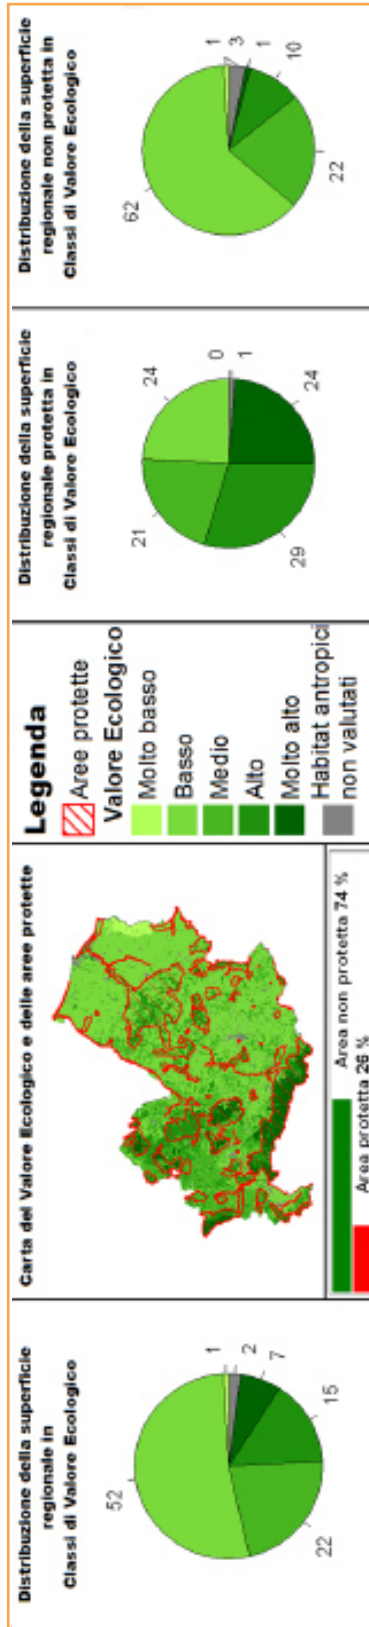 Distribuzione della superficie
regionale in
Classi di Valore Ecologico
52
1
2
7
15
22
Carta del Valore Ecologico e delle aree protette
Area non protetta 74 %
Area protetta 26 %
Legenda
Aree protette
Valore Ecologico
Molto basso
Basso
Medio
Alto
Molto alto
Habitat antropici
non valutati
Distribuzione della superficie
regionale protetta in
Classi di Valore Ecologico
24
0
1
24
29
21
Distribuzione della superficie
regionale non protetta in
Classi di Valore Ecologico
62
1
3
1
10
22